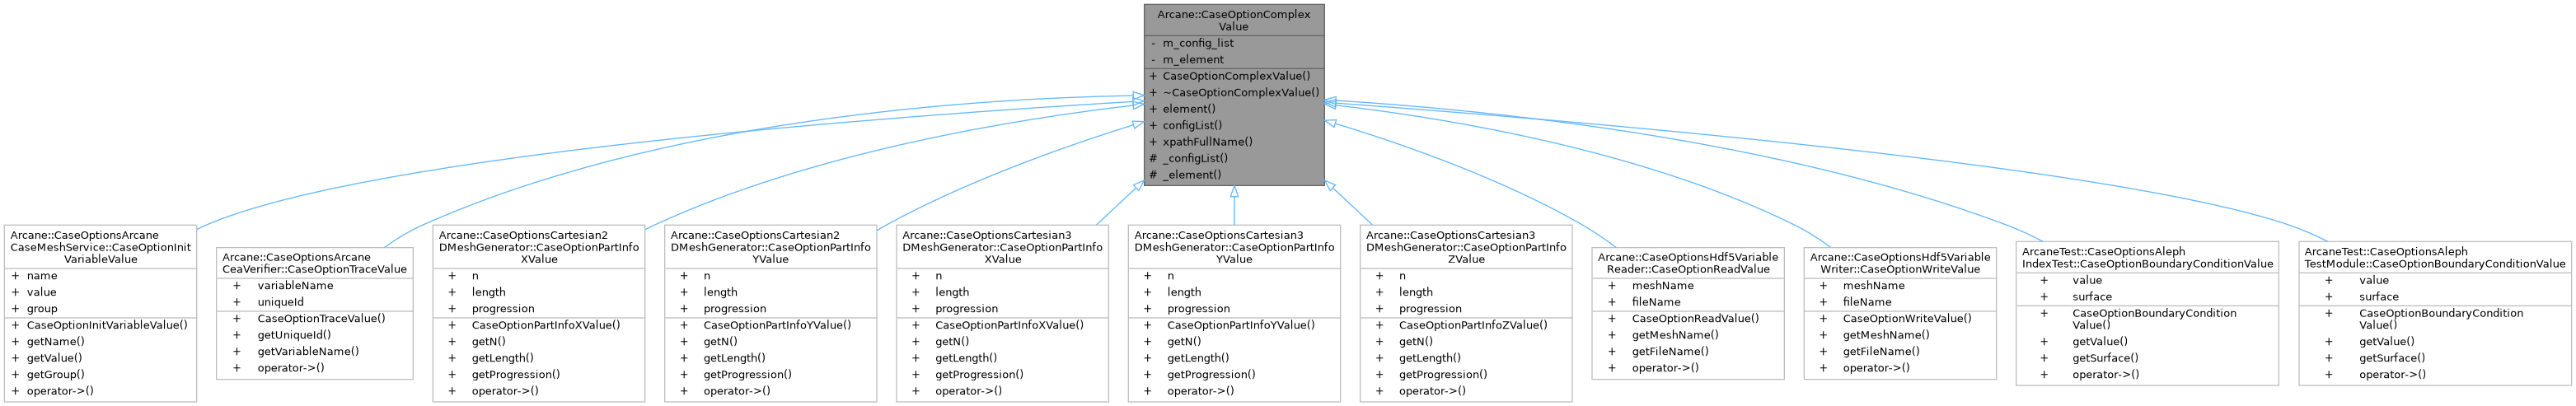 Arcane::CaseOptionComplex
Value
- m_config_list
- m_element
+ CaseOptionComplexValue()
+ ~CaseOptionComplexValue()
+ element()
+ configList()
+ xpathFullName()
# _configList()
# _element()
Arcane::CaseOptionsArcane
CaseMeshService::CaseOptionInit
VariableValue
+ name
+ value
+ group
+ CaseOptionInitVariableValue()
+ getName()
+ getValue()
+ getGroup()
+ operator->()
Arcane::CaseOptionsArcane
CeaVerifier::CaseOptionTraceValue
+ variableName
+ uniqueId
+ CaseOptionTraceValue()
+ getUniqueId()
+ getVariableName()
+ operator->()
Arcane::CaseOptionsCartesian2
DMeshGenerator::CaseOptionPartInfo
XValue
+ n
+ length
+ progression
+ CaseOptionPartInfoXValue()
+ getN()
+ getLength()
+ getProgression()
+ operator->()
Arcane::CaseOptionsCartesian2
DMeshGenerator::CaseOptionPartInfo
YValue
+ n
+ length
+ progression
+ CaseOptionPartInfoYValue()
+ getN()
+ getLength()
+ getProgression()
+ operator->()
Arcane::CaseOptionsCartesian3
DMeshGenerator::CaseOptionPartInfo
XValue
+ n
+ length
+ progression
+ CaseOptionPartInfoXValue()
+ getN()
+ getLength()
+ getProgression()
+ operator->()
Arcane::CaseOptionsCartesian3
DMeshGenerator::CaseOptionPartInfo
YValue
+ n
+ length
+ progression
+ CaseOptionPartInfoYValue()
+ getN()
+ getLength()
+ getProgression()
+ operator->()
Arcane::CaseOptionsCartesian3
DMeshGenerator::CaseOptionPartInfo
ZValue
+ n
+ length
+ progression
+ CaseOptionPartInfoZValue()
+ getN()
+ getLength()
+ getProgression()
+ operator->()
Arcane::CaseOptionsHdf5Variable
Reader::CaseOptionReadValue
+ meshName
+ fileName
+ CaseOptionReadValue()
+ getMeshName()
+ getFileName()
+ operator->()
Arcane::CaseOptionsHdf5Variable
Writer::CaseOptionWriteValue
+ meshName
+ fileName
+ CaseOptionWriteValue()
+ getMeshName()
+ getFileName()
+ operator->()
ArcaneTest::CaseOptionsAleph
IndexTest::CaseOptionBoundaryConditionValue
+ value
+ surface
+ CaseOptionBoundaryCondition
Value()
+ getValue()
+ getSurface()
+ operator->()
ArcaneTest::CaseOptionsAleph
TestModule::CaseOptionBoundaryConditionValue
+ value
+ surface
+ CaseOptionBoundaryCondition
Value()
+ getValue()
+ getSurface()
+ operator->()